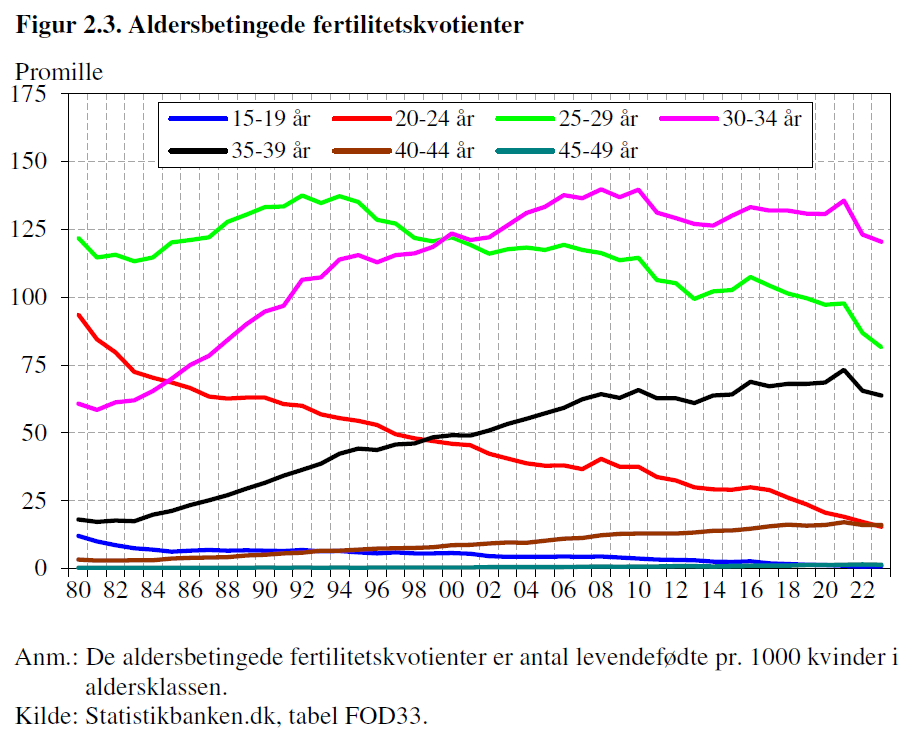 Figur 2.3. Aldersbetingede fertilitetskvotienter
Promille
175
15-19 år 20-24 år 25-29 år 30-34 år
35-39 år 40-44 år 45-49 år
150
125
100
75
50
25
0
80 82 84 86 88 90 92 94 96 98 00 02 04 06 08 10 12 14 16 18 20 22
Anm.: De aldersbetingede fertilitetskvotienter er antal levendefødte pr. 1000 kvinder i
aldersklassen.
Kilde: Statistikbanken.dk, tabel FOD33.